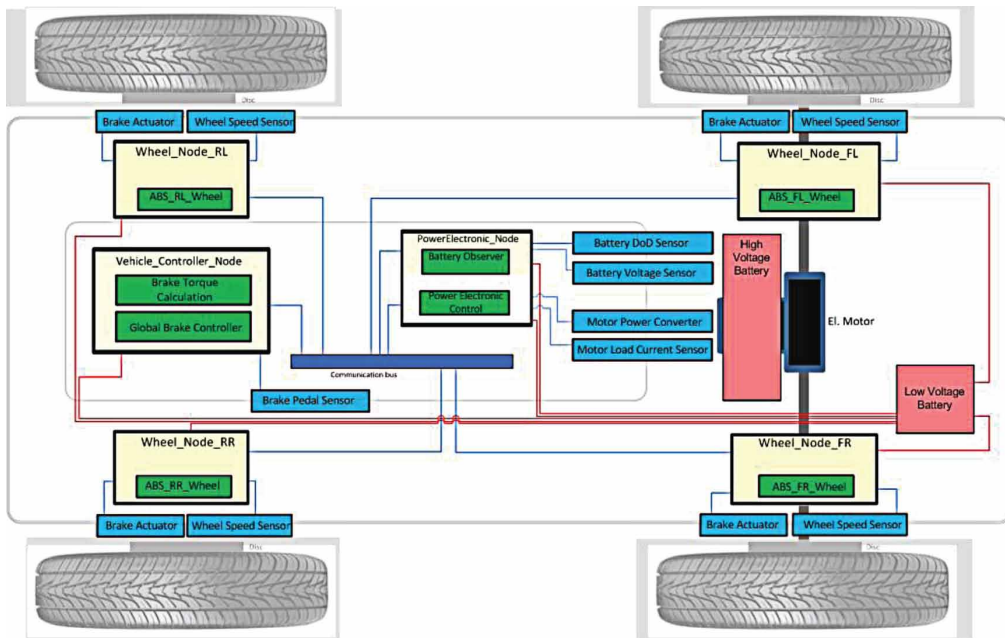 Disc
Disc
Brake Actuator
Wheel Speed Sensor
Brake Actuator
Wheel Speed Sensor
Wheel_Node_RL
ABS_RL_Wheel
Wheel_Node_FL
ABS_FL_Wheel
Vehicle_Controller_Node
Brake Torque
Calculation
Global Brake Controller
PowerElectronic_Node
Battery Observer
Power Electronic
Control
Battery DoD Sensor
Battery Voltage Sensor
Motor Power Converter
Motor Load Current Sensor
High
Voltage
Battery
El. Motor
Communication bus
Brake Pedal Sensor
Low Voltage
Battery
Wheel_Node_RR
ABS_RR_Wheel
Wheel_Node_FR
ABS_FR_Wheel
Brake Actuator
Wheel Speed Sensor
Brake Actuator
Wheel Speed Sensor
Disc
Disc